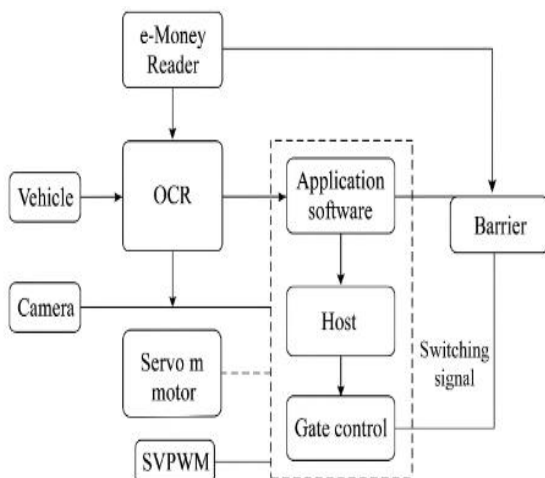 e-Money
Reader
Vehicle
OCR
Application
software
Barrier
Camera
Host
Servo m
motor
Switching
signal
Gate control
SVPWM